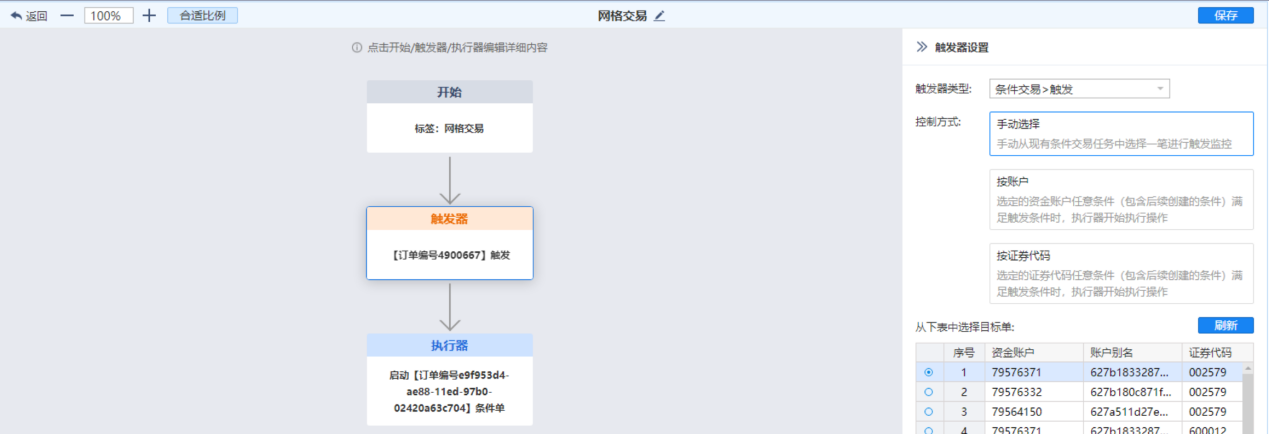 返回 100% 合适比例 网格交易 保存
点击开始/触发器/执行器编辑详细内容
开始
标签：网格交易
触发器
【订单编号4900667】触发
执行器
启动【订单编号e9f953d4-
ae88-11ed-97b0-
02420a63c704】条件单
触发器设置
触发器类型: 条件交易>触发
控制方式:
手动选择
手动从现有条件交易任务中选择一笔进行触发监控
按账户
选定的资金账户任意条件（包含后续创建的条件）满
足触发条件时，执行器开始执行操作
按证券代码
选定的证券代码任意条件（包含后续创建的条件）满
足触发条件时，执行器开始执行操作
从下表中选择目标单: 刷新
序号 资金账户 账户别名 证券代码
1 79576371 627b1833287... 002579
2 79576332 627b180c871f... 002579
3 79564150 627a511d27e... 002579
4 79576371 627b1833287... 600012